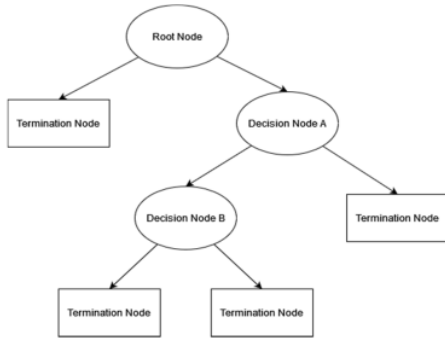 Root Node
Termination Node
Decision Node A
Decision Node B
Termination Node
Termination Node
Termination Node